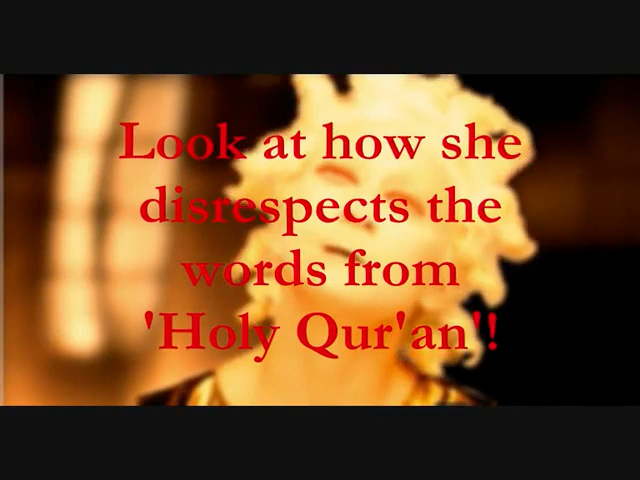 Look at how she
disrespects the
words from
'Holy Qur'an'!